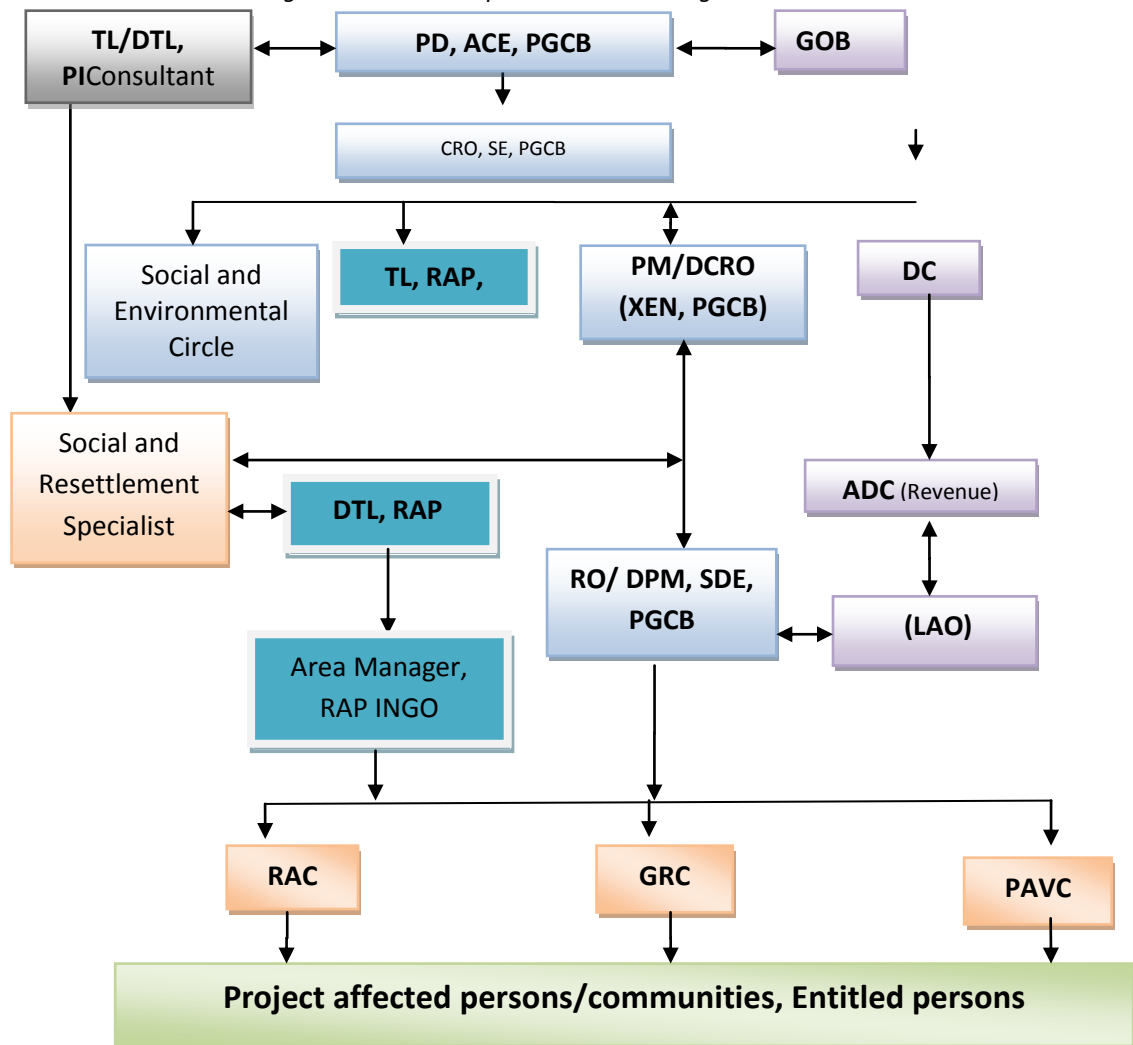 TL/DTL,
PIConsultant
PD, ACE, PGCB
GOB
CRO, SE, PGCB
Social and
Environmental
Circle
TL, RAP,
PM/DCRO
(XEN, PGCB)
DC
Social and
Resettlement
Specialist
DTL, RAP
ADC (Revenue)
RO/ DPM, SDE,
PGCB
(LAO)
Area Manager,
RAP INGO
RAC
GRC
PAVC
Project affected persons/communities, Entitled persons